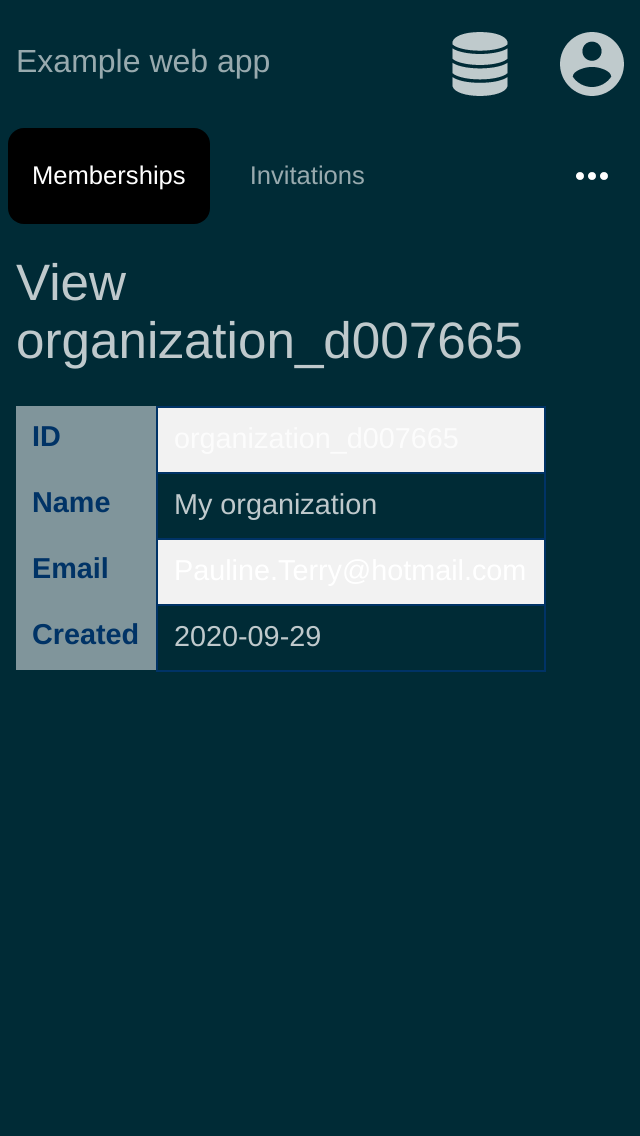 Example web app
Memberships Invitations
View
organization_d007665
ID organization_d007665
Name My organization
Email Pauline.Terry@hotmail.com
Created 2020-09-29